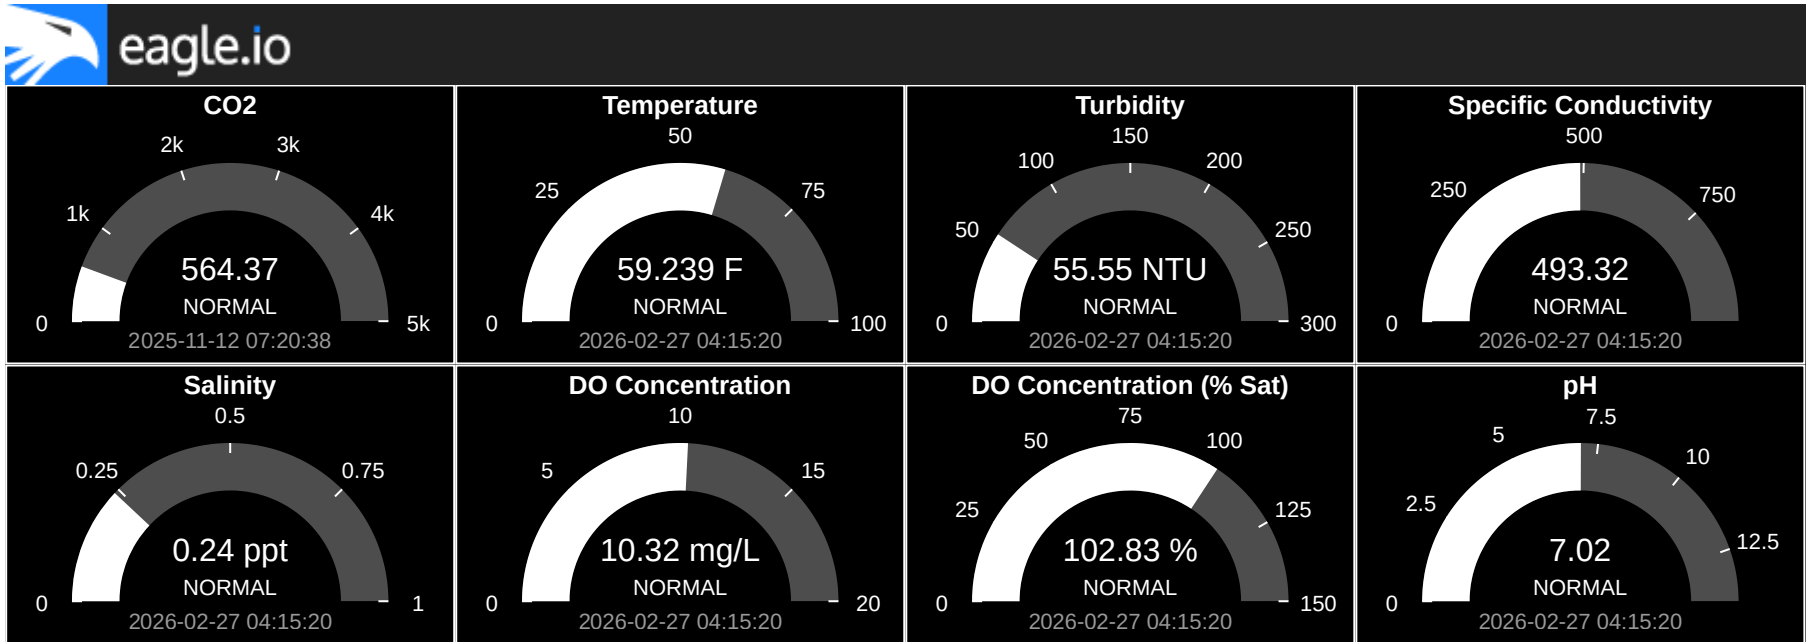 eagle.io
CO2
0
1k
2k
3k
4k
5k
564.37
NORMAL
2025-11-12 07:20:38
Temperature
0
25
50
75
100
59.239 F
NORMAL
2026-02-27 04:15:20
Turbidity
0
50
100
150
200
250
300
55.55 NTU
NORMAL
2026-02-27 04:15:20
Specific Conductivity
0
250
500
750
493.32
NORMAL
2026-02-27 04:15:20
Salinity
0
0.25
0.5
0.75
1
0.24 ppt
NORMAL
2026-02-27 04:15:20
DO Concentration
0
5
10
15
20
10.32 mg/L
NORMAL
2026-02-27 04:15:20
DO Concentration (% Sat)
0
25
50
75
100
125
150
102.83 %
NORMAL
2026-02-27 04:15:20
pH
0
2.5
5
7.5
10
12.5
7.02
NORMAL
2026-02-27 04:15:20